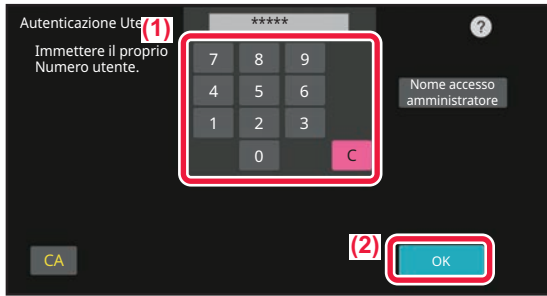 Autenticazione Ute
(1)
*****
?
Immettere il proprio
Numero utente.
7 8 9
4 5 6
1 2 3
0 C
Nome accesso
amministratore
CA
(2)
OK